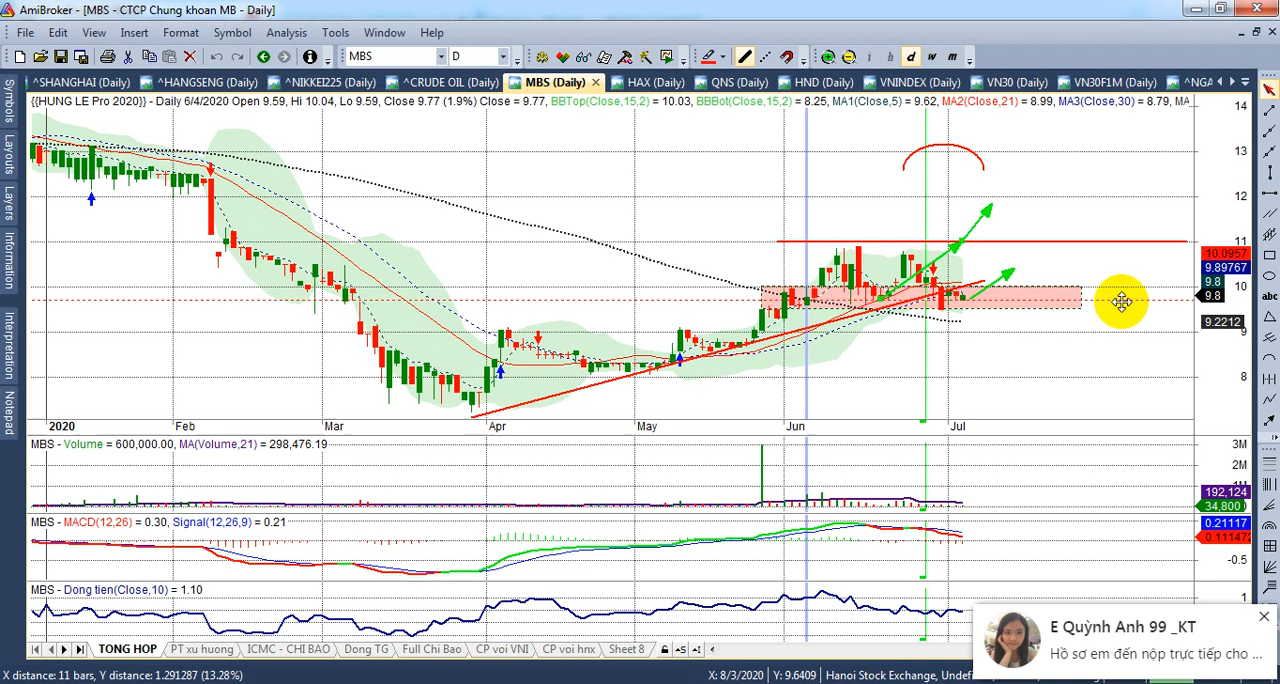 AmiBroker - [MBS - CTCP Chung khoan MB - Daily]
File Edit View Insert Format Symbol Analysis Tools Window Help
MBS D i h d w m
^SHANGHAI (Daily) ^HANGSENG (Daily) ^NIKKEI225 (Daily) ^CRUDE OIL (Daily) MBS (Daily) HAX (Daily) QNS (Daily) HND (Daily) VNINDEX (Daily) VN30 (Daily) VN30F1M (Daily) ^NGA
{{HUNG LE Pro 2020}} - Daily 6/4/2020 Open 9.59, Hi 10.04, Lo 9.59, Close 9.77 (1.9%) Close = 9.77, BBTop(Close,15,2) = 10.03, BBBot(Close,15,2) = 8.25, MA1(Close,5) = 9.62, MA2(Close,21) = 8.99, MA3(Close,30) = 8.79, MA
Symbols
Layouts
Layers
Information
Interpretation
Notepad
14
13
12
11
10.0957
9.89767
10
9.8
9.8
9.2212
9
8
2020 Feb Mar Apr May Jun Jul
abc
MBS - Volume = 600,000.00, MA(Volume,21) = 298,476.19
3M
2M
1M
192,124
34,800
MBS - MACD(12,26) = 0.30, Signal(12,26,9) = 0.21
0.21117
0.111472
-0.5
MBS - Dong tien(Close,10) = 1.10
1
E Quỳnh Anh 99 _KT
Hồ sơ em đến nộp trực tiếp cho ...
TONG HOP PT xu huong ICMC - CHI BAO Dong TG Full Chi Bao CP voi VNI CP voi hnx Sheet 8
X distance: 11 bars, Y distance: 1.291287 (13.28%) X: 8/3/2020 Y: 9.6409 Hanoi Stock Exchange, Undef